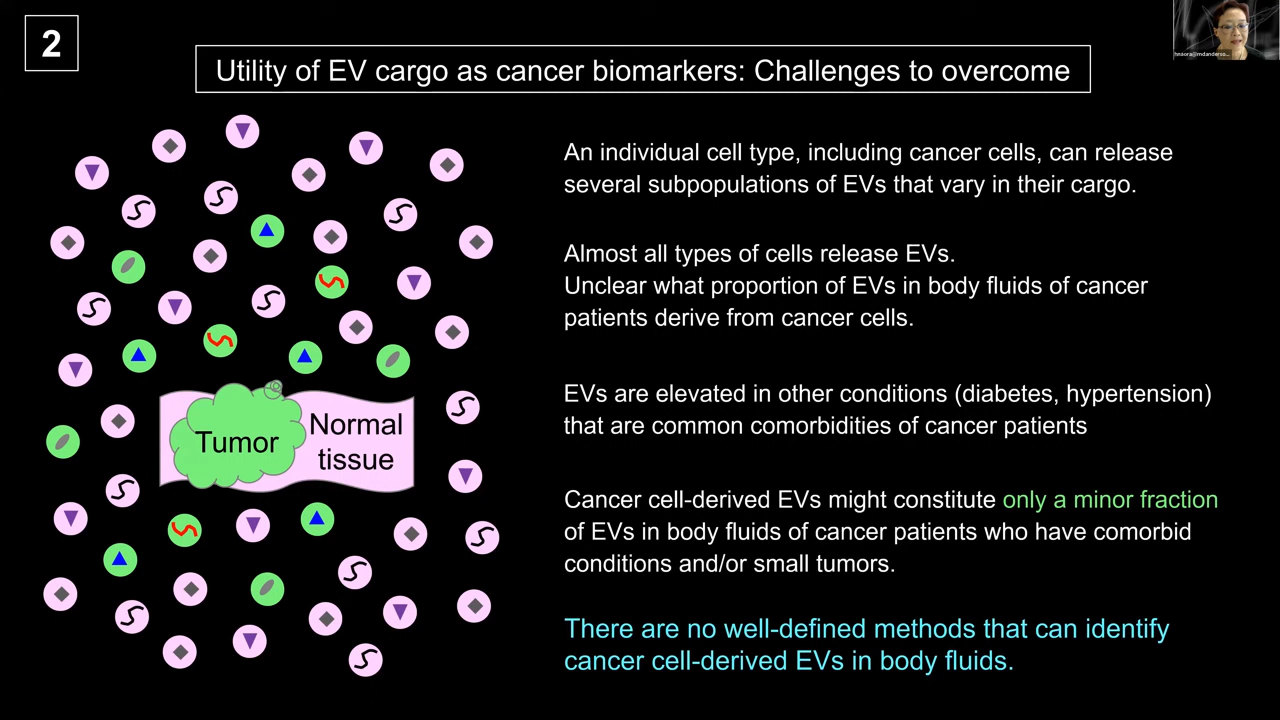 2
hnaora@mdanderso...
Utility of EV cargo as cancer biomarkers: Challenges to overcome
An individual cell type, including cancer cells, can release
several subpopulations of EVs that vary in their cargo.
Almost all types of cells release EVs.
Unclear what proportion of EVs in body fluids of cancer
patients derive from cancer cells.
EVs are elevated in other conditions (diabetes, hypertension)
that are common comorbidities of cancer patients
Cancer cell-derived EVs might constitute only a minor fraction
of EVs in body fluids of cancer patients who have comorbid
conditions and/or small tumors.
There are no well-defined methods that can identify
cancer cell-derived EVs in body fluids.
Tumor
Normal
tissue